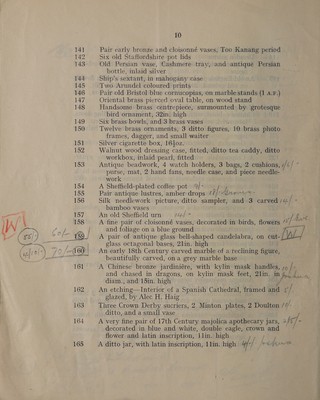 10
141 Pair early bronze and cloisonné vases, Too Kanang period
142 Six old Staffordshire pot lids
143 Old Persian vase, Cashmere tray, and antique Persian
bottle, inlaid silver
144 Ship's sextant, in mahogany case
145 Two Arundel coloured prints
146 Pair old Bristol blue cornucopias, on marble stands (1 A.F.)
147 Oriental brass pierced oval table, on wood stand
148 Handsome brass centrepiece, surmounted by grotesque
bird ornament, 32in. high
149 Six brass bowls, and 3 brass vases
150 Twelve brass ornaments, 3 ditto figures, 10 brass photo
frames, dagger, and small waiter
151 Silver cigarette box, 16½oz.
152 Walnut wood dressing case, fitted, ditto tea caddy, ditto
workbox, inlaid pearl, fitted
153 Antique beadwork, 4 watch holders, 3 bags, 2 cushions,
purse, mat, 2 hand fans, needle case, and piece needle-
work
154 A Sheffield-plated coffee pot
155 Pair antique lustres, amber drops
156 Silk needle-work picture, ditto sampler, and 3 carved
bamboo vases
157 An old Sheffield urn
158 A fine pair of cloisonné vases, decorated in birds, flowers
and foliage on a blue ground
159 A pair of antique glass bell-shaped candelabra, on cut-
glass octagonal bases, 21in. high
160 An early 18th Century carved marble of a reclining figure,
beautifully carved, on a grey marble base
161 A Chinese bronze jardinière, with kylin mask handles,
and chased in dragons, on kylin mask feet, 21in. in
diam., and 18in. high
162 An etching—Interior of a Spanish Cathedral, framed and
glazed, by Alex H. Haig
163 Three Crown Derby sucriers, 2 Minton plates, 2 Doulton
ditto, and a small vase
164 A very fine pair of 17th Century majolica apothecary jars,
decorated in blue and white, double eagle, crown and
flower and latin inscription, 11in. high
165 A ditto jar, with latin inscription, 11in. high